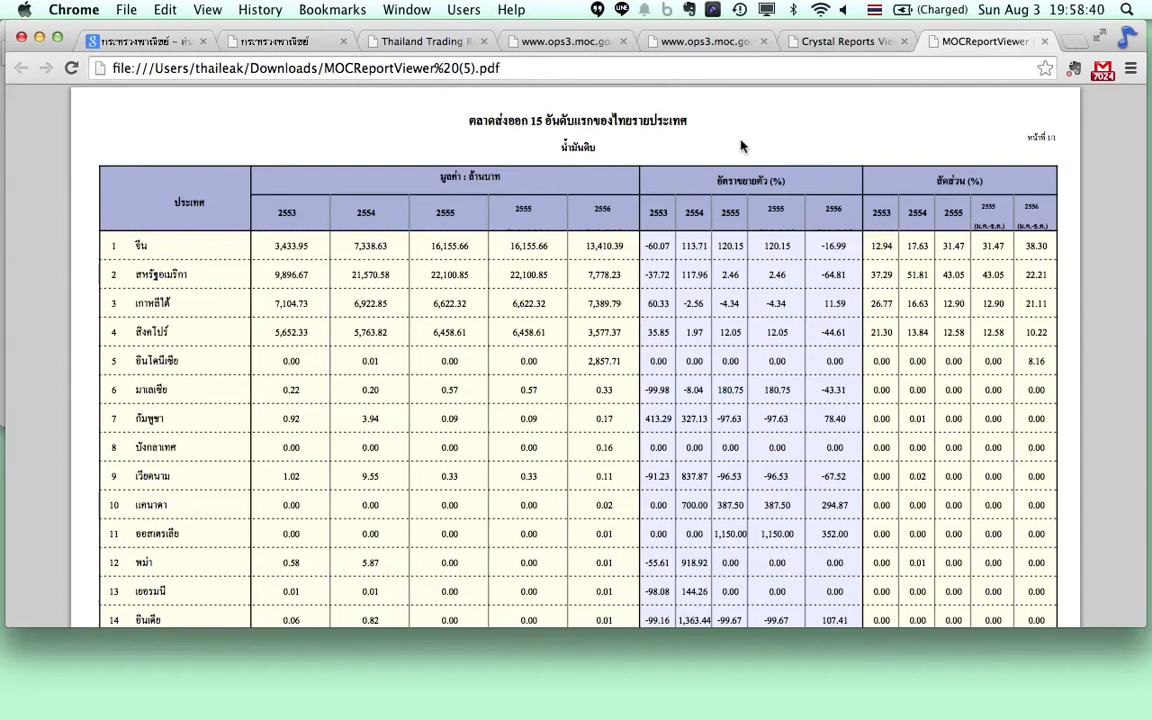 Chrome File Edit View History Bookmarks Window Users Help (Charged) Sun Aug 3 19:58:40
กระทรวงพาณิชย์ - ค้น กระทรวงพาณิชย์ Thailand Trading R www.ops3.moc.go. www.ops3.moc.go. Crystal Reports Vie MOCReportViewer
file:///Users/thaileak/Downloads/MOCReportViewer%20(5).pdf 7024
ตลาดส่งออก 15 อันดับแรกของไทยรายประเทศ
หน้าที่ 1/1
น้ำมันดิบ
ประเทศ มูลค่า : ล้านบาท อัตราขยายตัว (%) สัดส่วน (%)
2553 2554 2555 2555 2556 2553 2554 2555 2555 2556 2553 2554 2555 2555 (ม.ค.-ธ.ค.) 2556 (ม.ค.-ธ.ค.)
1 จีน 3,433.95 7,338.63 16,155.66 16,155.66 13,410.39 -60.07 113.71 120.15 120.15 -16.99 12.94 17.63 31.47 31.47 38.30
2 สหรัฐอเมริกา 9,896.67 21,570.58 22,100.85 22,100.85 7,778.23 -37.72 117.96 2.46 2.46 -64.81 37.29 51.81 43.05 43.05 22.21
3 เกาหลีใต้ 7,104.73 6,922.85 6,622.32 6,622.32 7,389.79 60.33 -2.56 -4.34 -4.34 11.59 26.77 16.63 12.90 12.90 21.11
4 สิงคโปร์ 5,652.33 5,763.82 6,458.61 6,458.61 3,577.37 35.85 1.97 12.05 12.05 -44.61 21.30 13.84 12.58 12.58 10.22
5 อินโดนีเซีย 0.00 0.01 0.00 0.00 2,857.71 0.00 0.00 0.00 0.00 0.00 0.00 0.00 0.00 0.00 8.16
6 มาเลเซีย 0.22 0.20 0.57 0.57 0.33 -99.98 -8.04 180.75 180.75 -43.31 0.00 0.00 0.00 0.00 0.00
7 กัมพูชา 0.92 3.94 0.09 0.09 0.17 413.29 327.13 -97.63 -97.63 78.40 0.00 0.01 0.00 0.00 0.00
8 บังกลาเทศ 0.00 0.00 0.00 0.00 0.16 0.00 0.00 0.00 0.00 0.00 0.00 0.00 0.00 0.00 0.00
9 เวียดนาม 1.02 9.55 0.33 0.33 0.11 -91.23 837.87 -96.53 -96.53 -67.52 0.00 0.02 0.00 0.00 0.00
10 แคนาดา 0.00 0.00 0.00 0.00 0.02 0.00 700.00 387.50 387.50 294.87 0.00 0.00 0.00 0.00 0.00
11 ออสเตรเลีย 0.00 0.00 0.00 0.00 0.01 0.00 0.00 1,150.00 1,150.00 352.00 0.00 0.00 0.00 0.00 0.00
12 พม่า 0.58 5.87 0.00 0.00 0.01 -55.61 918.92 0.00 0.00 0.00 0.00 0.01 0.00 0.00 0.00
13 เยอรมนี 0.01 0.01 0.00 0.00 0.01 -98.08 144.26 0.00 0.00 0.00 0.00 0.00 0.00 0.00 0.00
14 อินเดีย 0.06 0.82 0.00 0.00 0.01 -99.16 1,363.44 -99.67 -99.67 107.41 0.00 0.00 0.00 0.00 0.00